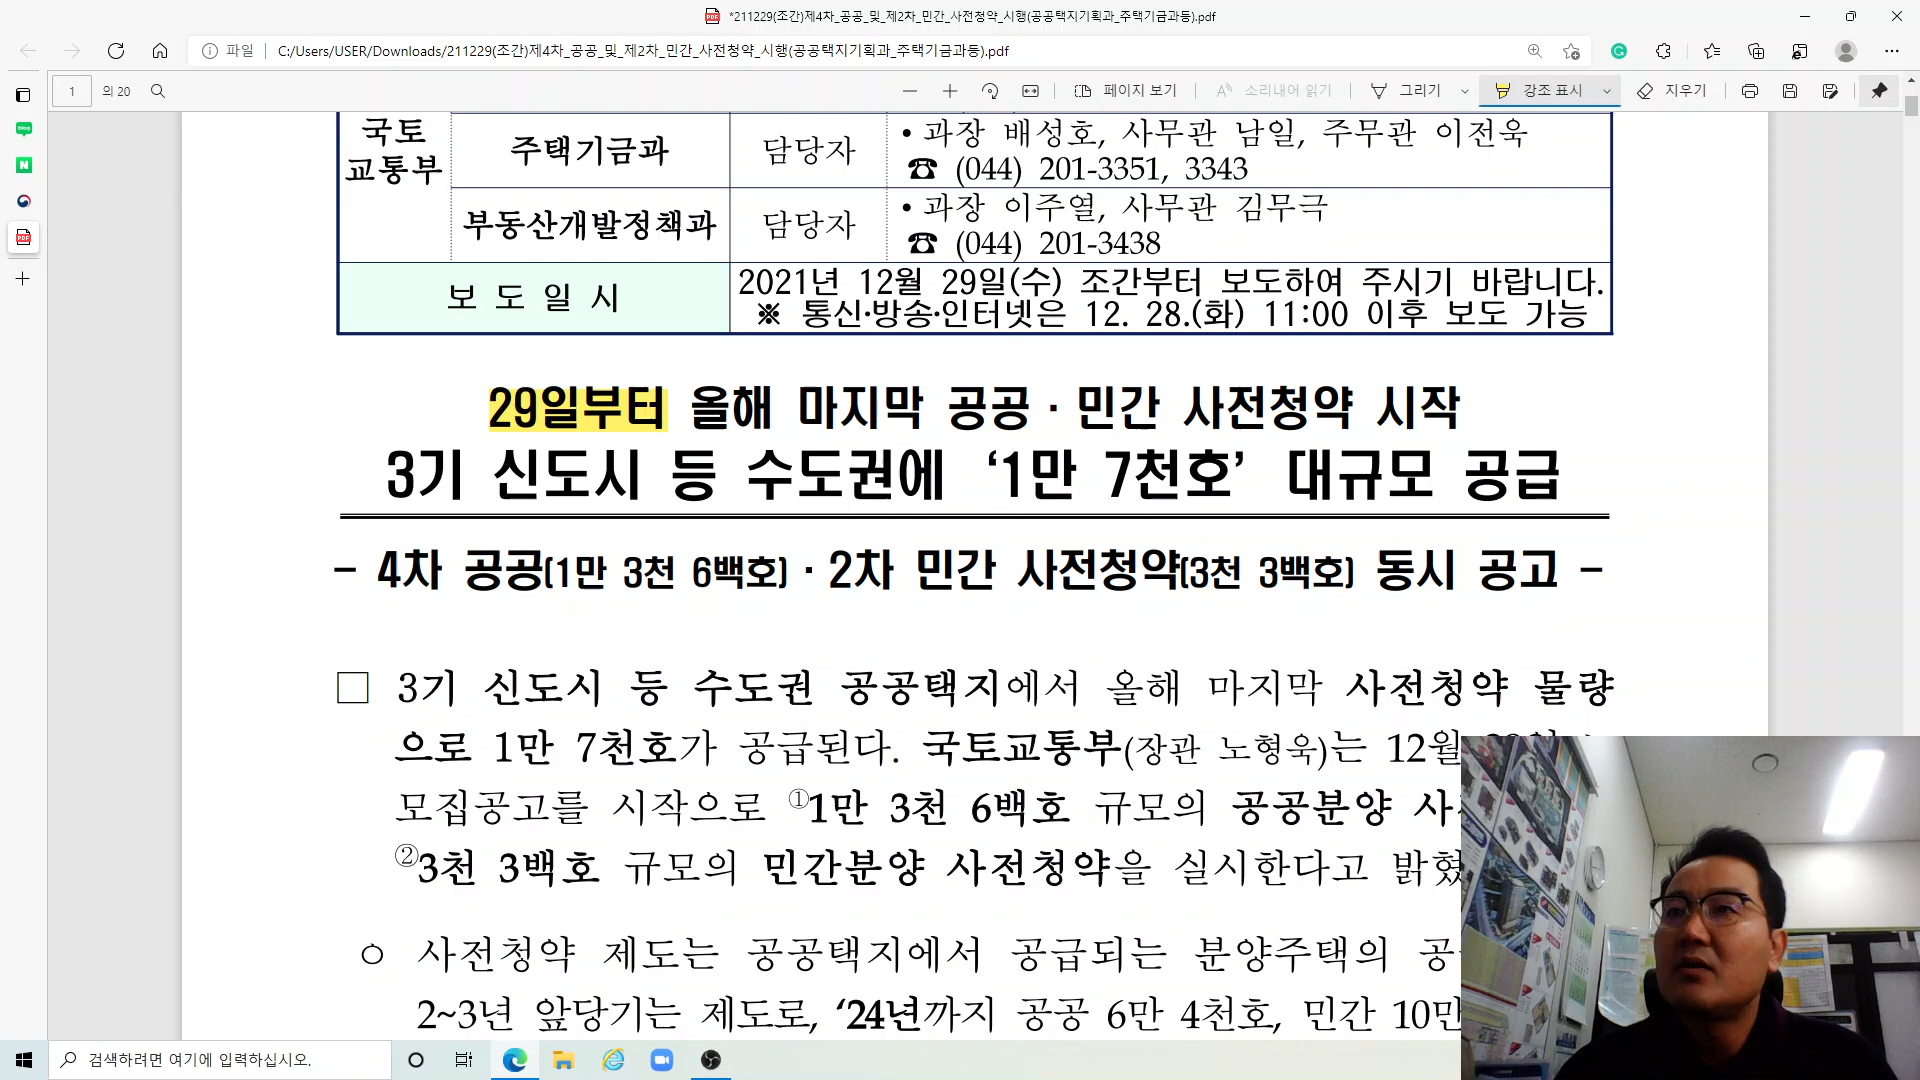 *211229(조간)제4차_공공_및_제2차_민간_사전청약_시행(공공택지기획과_주택기금과등).pdf
파일 C:/Users/USER/Downloads/211229(조간)제4차_공공_및_제2차_민간_사전청약_시행(공공택지기획과_주택기금과등).pdf
1 의 20 페이지 보기 소리내어 읽기 그리기 강조 표시 지우기
국토
교통부
주택기금과 담당자
• 과장 배성호, 사무관 남일, 주무관 이전욱
☎ (044) 201-3351, 3343
부동산개발정책과 담당자
• 과장 이주열, 사무관 김무극
☎ (044) 201-3438
보 도 일 시
2021년 12월 29일(수) 조간부터 보도하여 주시기 바랍니다.
※ 통신·방송·인터넷은 12. 28.(화) 11:00 이후 보도 가능
29일부터 올해 마지막 공공·민간 사전청약 시작
3기 신도시 등 수도권에 ‘1만 7천호’ 대규모 공급
- 4차 공공(1만 3천 6백호)·2차 민간 사전청약(3천 3백호) 동시 공고 -
□ 3기 신도시 등 수도권 공공택지에서 올해 마지막 사전청약 물량
으로 1만 7천호가 공급된다. 국토교통부(장관 노형욱)는 12월
모집공고를 시작으로 ①1만 3천 6백호 규모의 공공분양
②3천 3백호 규모의 민간분양 사전청약을 실시한다고
○ 사전청약 제도는 공공택지에서 공급되는 분양주택의
2~3년 앞당기는 제도로, ‘24년까지 공공 6만 4천호, 민간
검색하려면 여기에 입력하십시오.